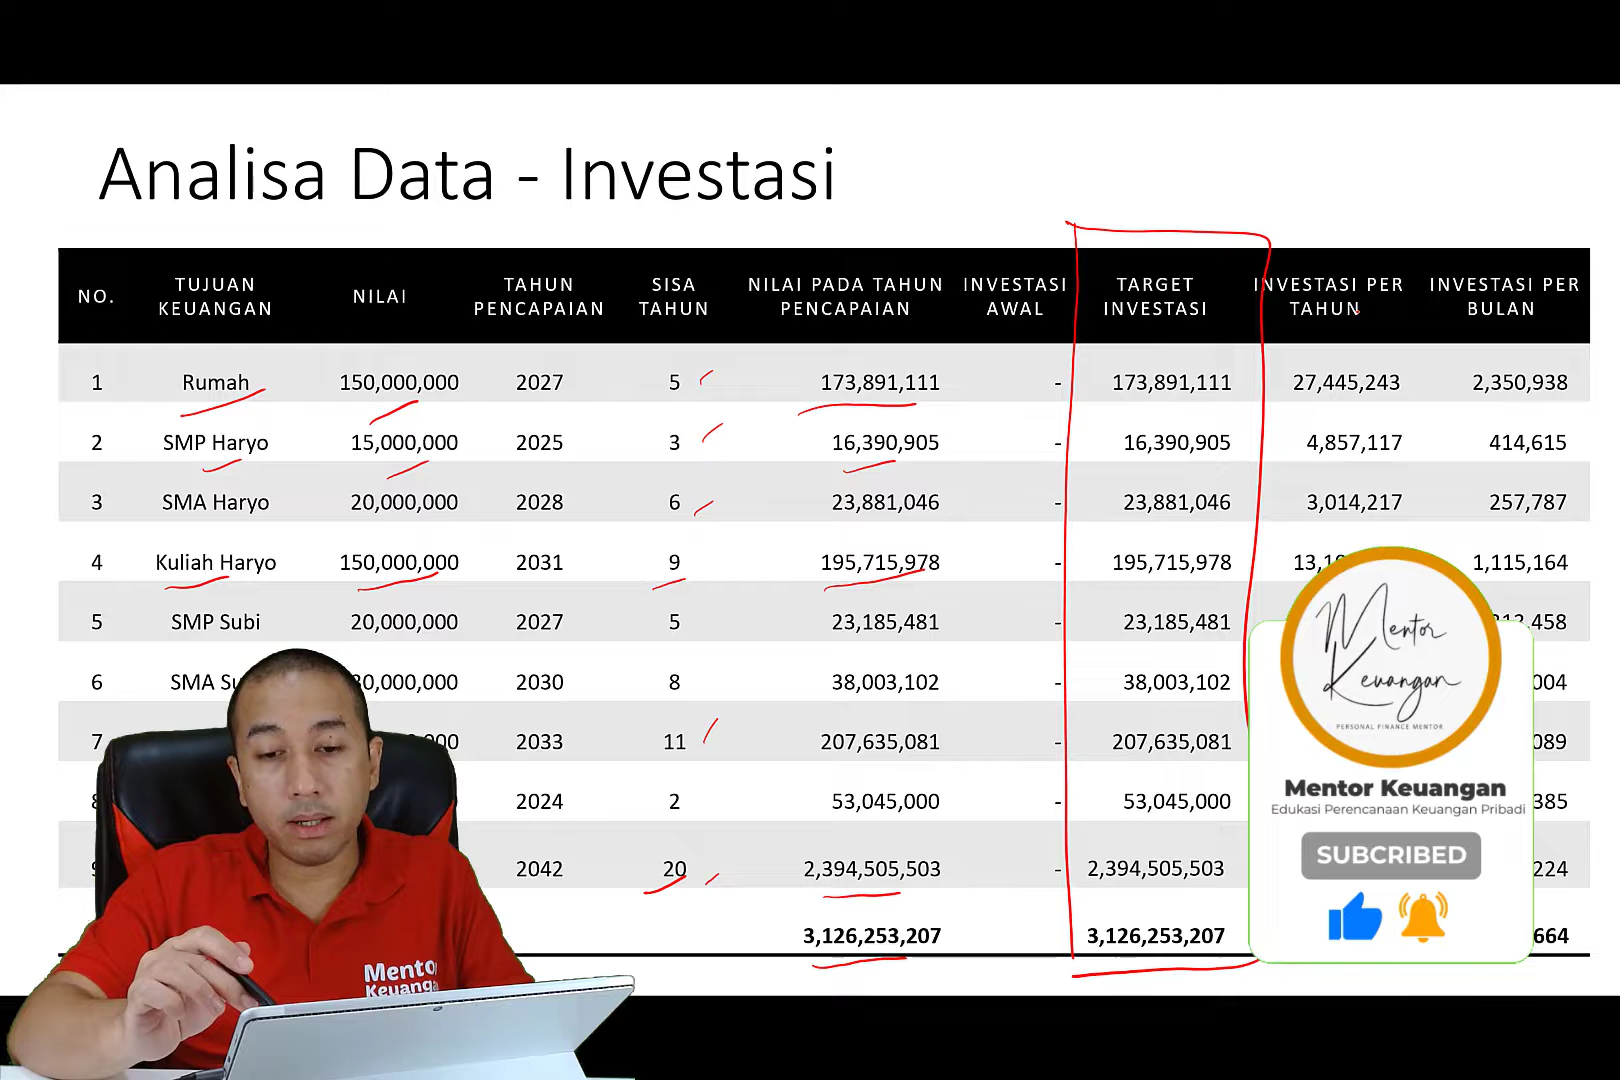 Analisa Data - Investasi
NO. TUJUAN KEUANGAN NILAI TAHUN PENCAPAIAN SISA TAHUN NILAI PADA TAHUN PENCAPAIAN INVESTASI AWAL TARGET INVESTASI INVESTASI PER TAHUN INVESTASI PER BULAN
1 Rumah 150,000,000 2027 5 173,891,111 - 173,891,111 27,445,243 2,350,938
2 SMP Haryo 15,000,000 2025 3 16,390,905 - 16,390,905 4,857,117 414,615
3 SMA Haryo 20,000,000 2028 6 23,881,046 - 23,881,046 3,014,217 257,787
4 Kuliah Haryo 150,000,000 2031 9 195,715,978 - 195,715,978 1,115,164
5 SMP Subi 20,000,000 2027 5 23,185,481 - 23,185,481
6 SMA 2030 8 38,003,102 - 38,003,102
7 2033 11 207,635,081 - 207,635,081
2024 2 53,045,000 - 53,045,000
2042 20 2,394,505,503 - 2,394,505,503
3,126,253,207 3,126,253,207
Mentor
Keuangan
PERSONAL FINANCE MENTOR
Mentor Keuangan
Edukasi Perencanaan Keuangan Pribadi
SUBCRIBED